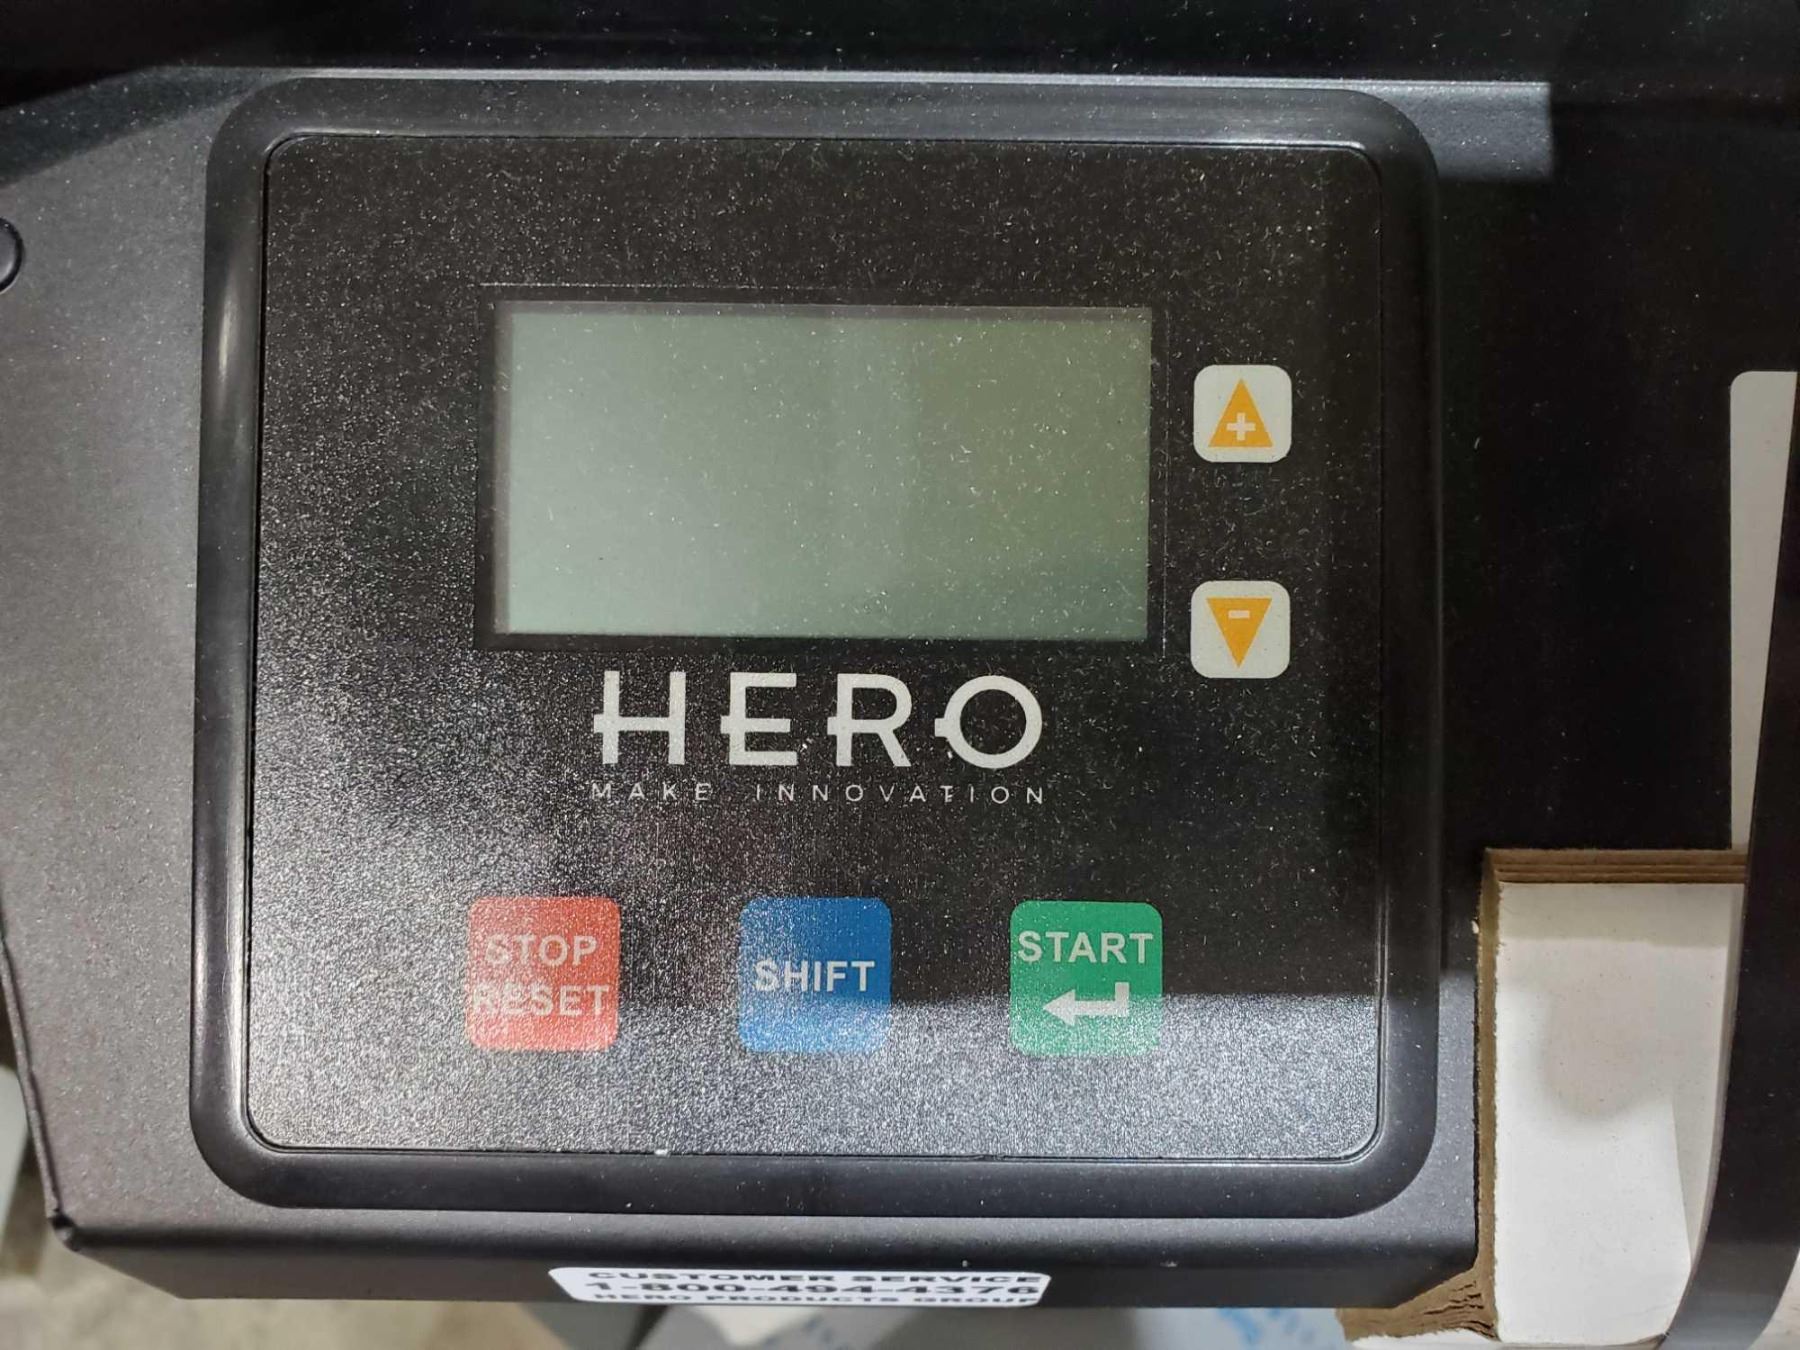 +
-
HERO
MAKE INNOVATION
STOP
RESET
SHIFT
START
CUSTOMER SERVICE
1-800-494-4376
HERO PRODUCTS GROUP